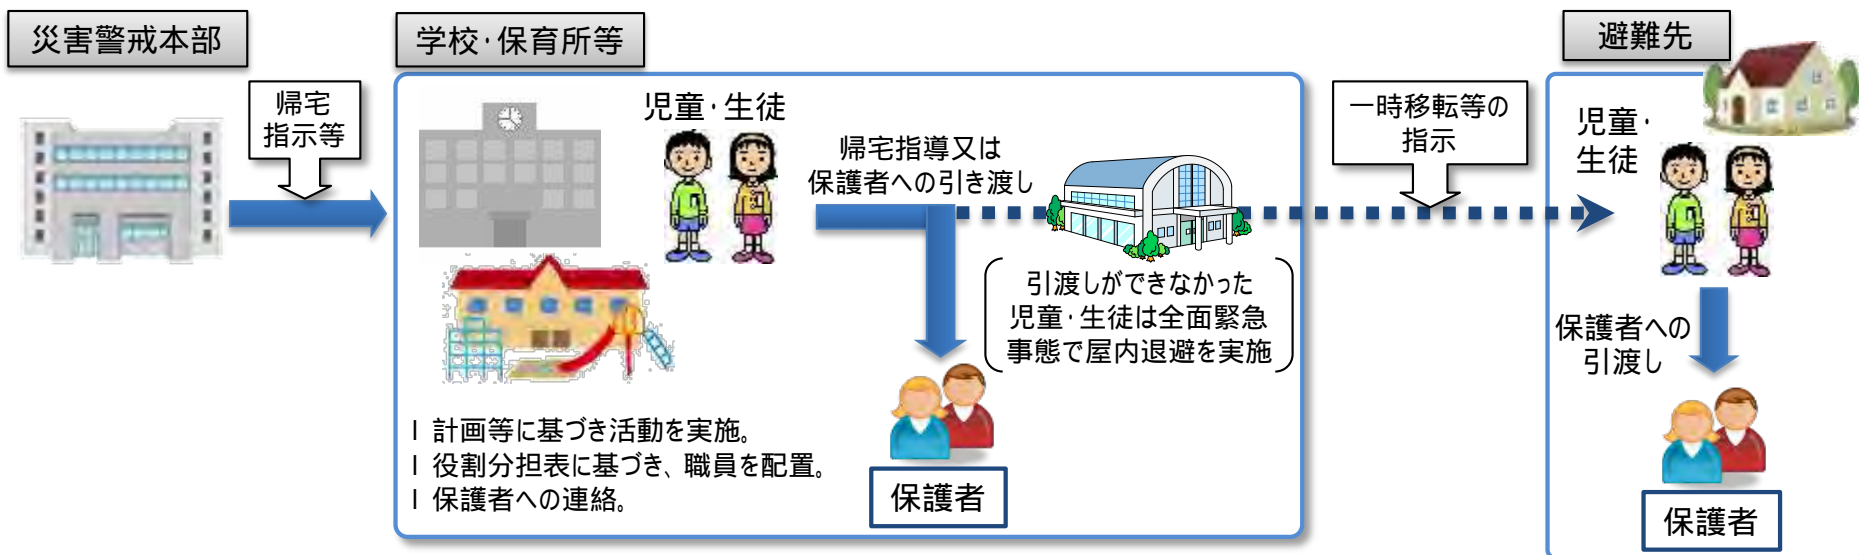 災害警戒本部
帰宅
指示等
学校・保育所等
児童・生徒
帰宅指導又は
保護者への引き渡し
引渡しができなかった
児童・生徒は全面緊急
事態で屋内退避を実施
l 計画等に基づき活動を実施。
l 役割分担表に基づき、職員を配置。
l 保護者への連絡。
保護者
一時移転等の
指示
避難先
児童・
生徒
保護者への
引渡し
保護者